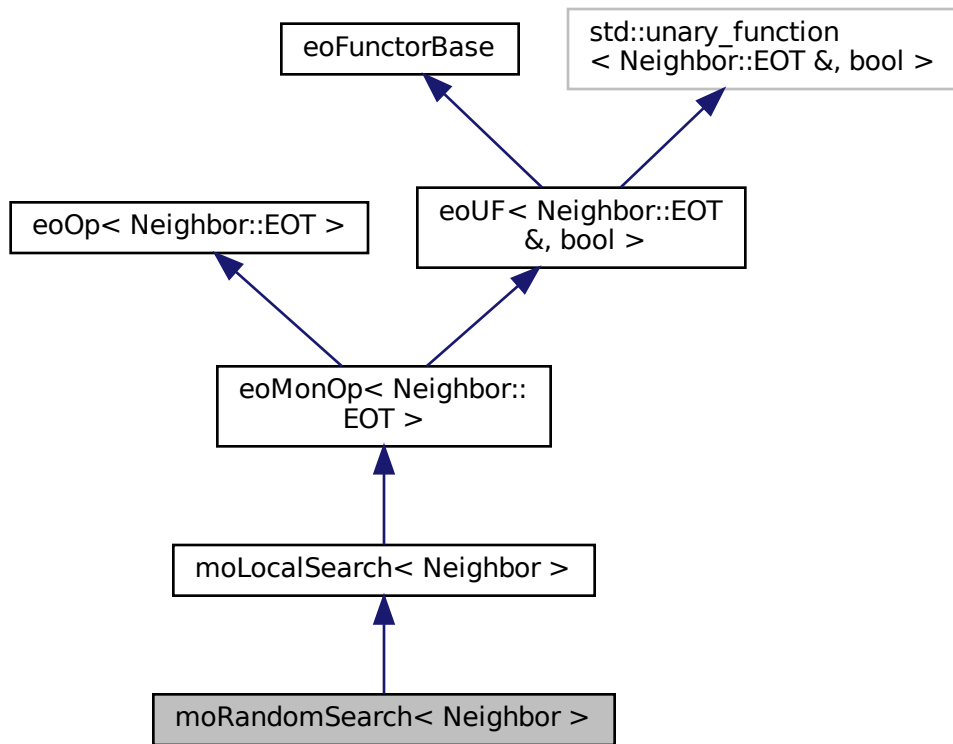 eoFunctorBase
std::unary_function
< Neighbor::EOT &, bool >
eoOp< Neighbor::EOT >
eoUF< Neighbor::EOT
&, bool >
eoMonOp< Neighbor::
EOT >
moLocalSearch< Neighbor >
moRandomSearch< Neighbor >